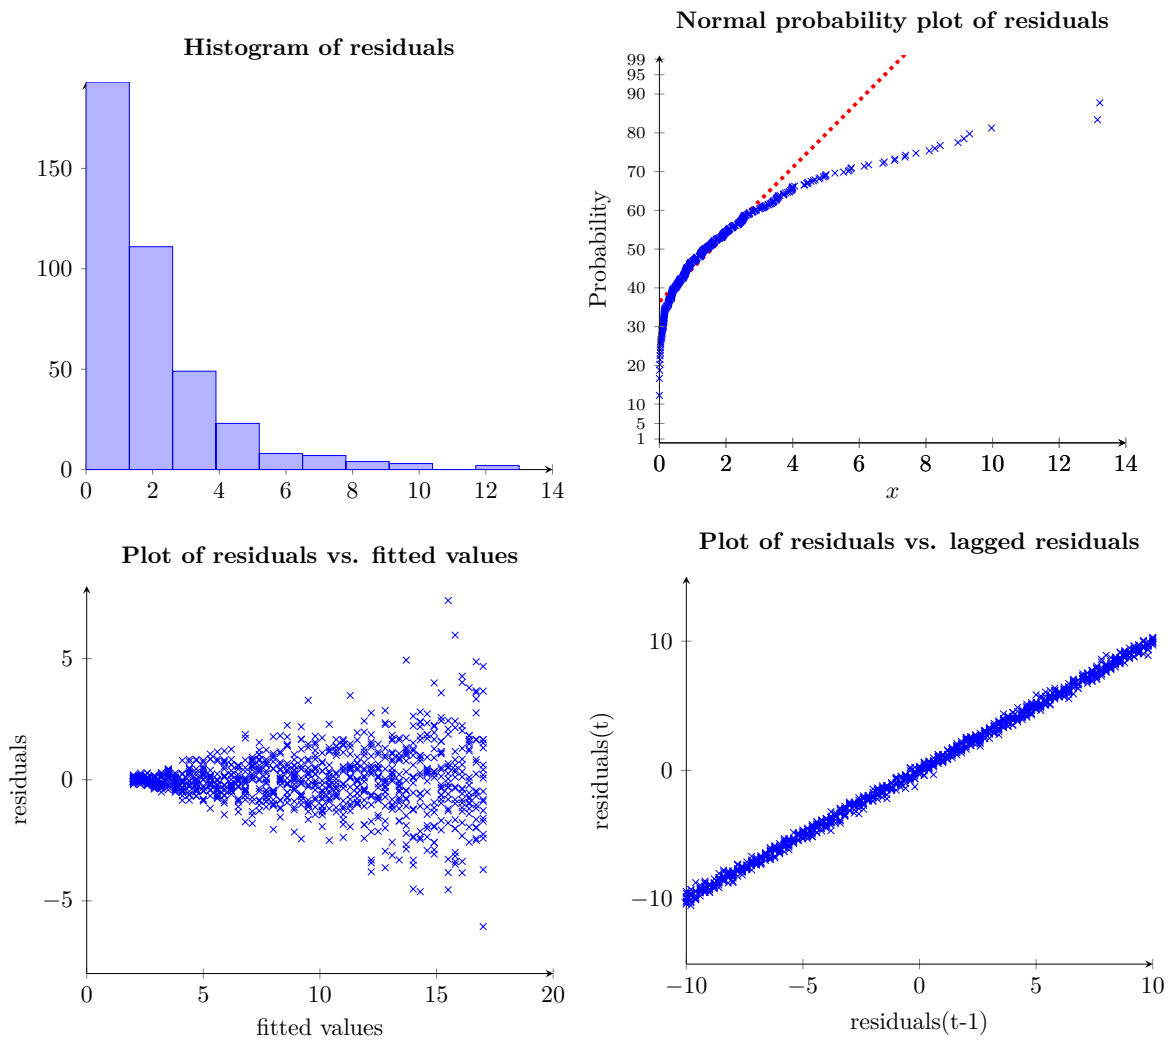 Histogram of residuals
150
100
50
0
0 2 4 6 8 10 12 14
Normal probability plot of residuals
99
95
90
80
70
60
50
40
30
20
10
5
1
Probability
0 2 4 6 8 10 12 14
x
Plot of residuals vs. fitted values
5
0
−5
residuals
0 5 10 15 20
fitted values
Plot of residuals vs. lagged residuals
10
0
−10
residuals(t)
−10 −5 0 5 10
residuals(t-1)